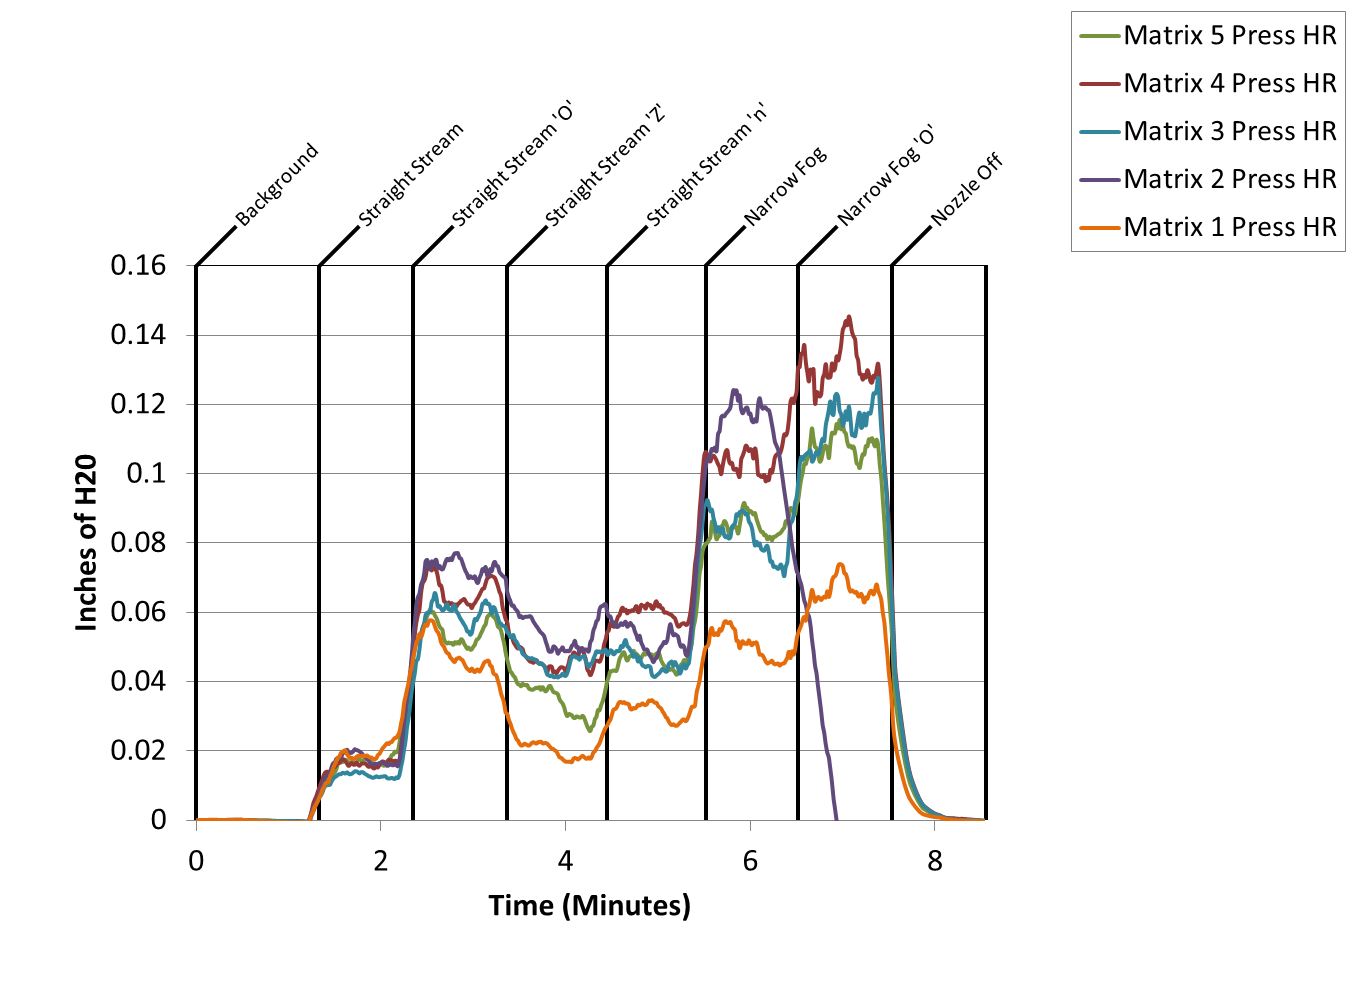 Matrix 5 Press HR
Matrix 4 Press HR
Matrix 3 Press HR
Matrix 2 Press HR
Matrix 1 Press HR
Background
Straight Stream
Straight Stream 'O'
Straight Stream 'Z'
Straight Stream 'n'
Narrow Fog
Narrow Fog 'O'
Nozzle Off
0.16
0.14
0.12
0.1
0.08
0.06
0.04
0.02
0
Inches of H20
0 2 4 6 8
Time (Minutes)